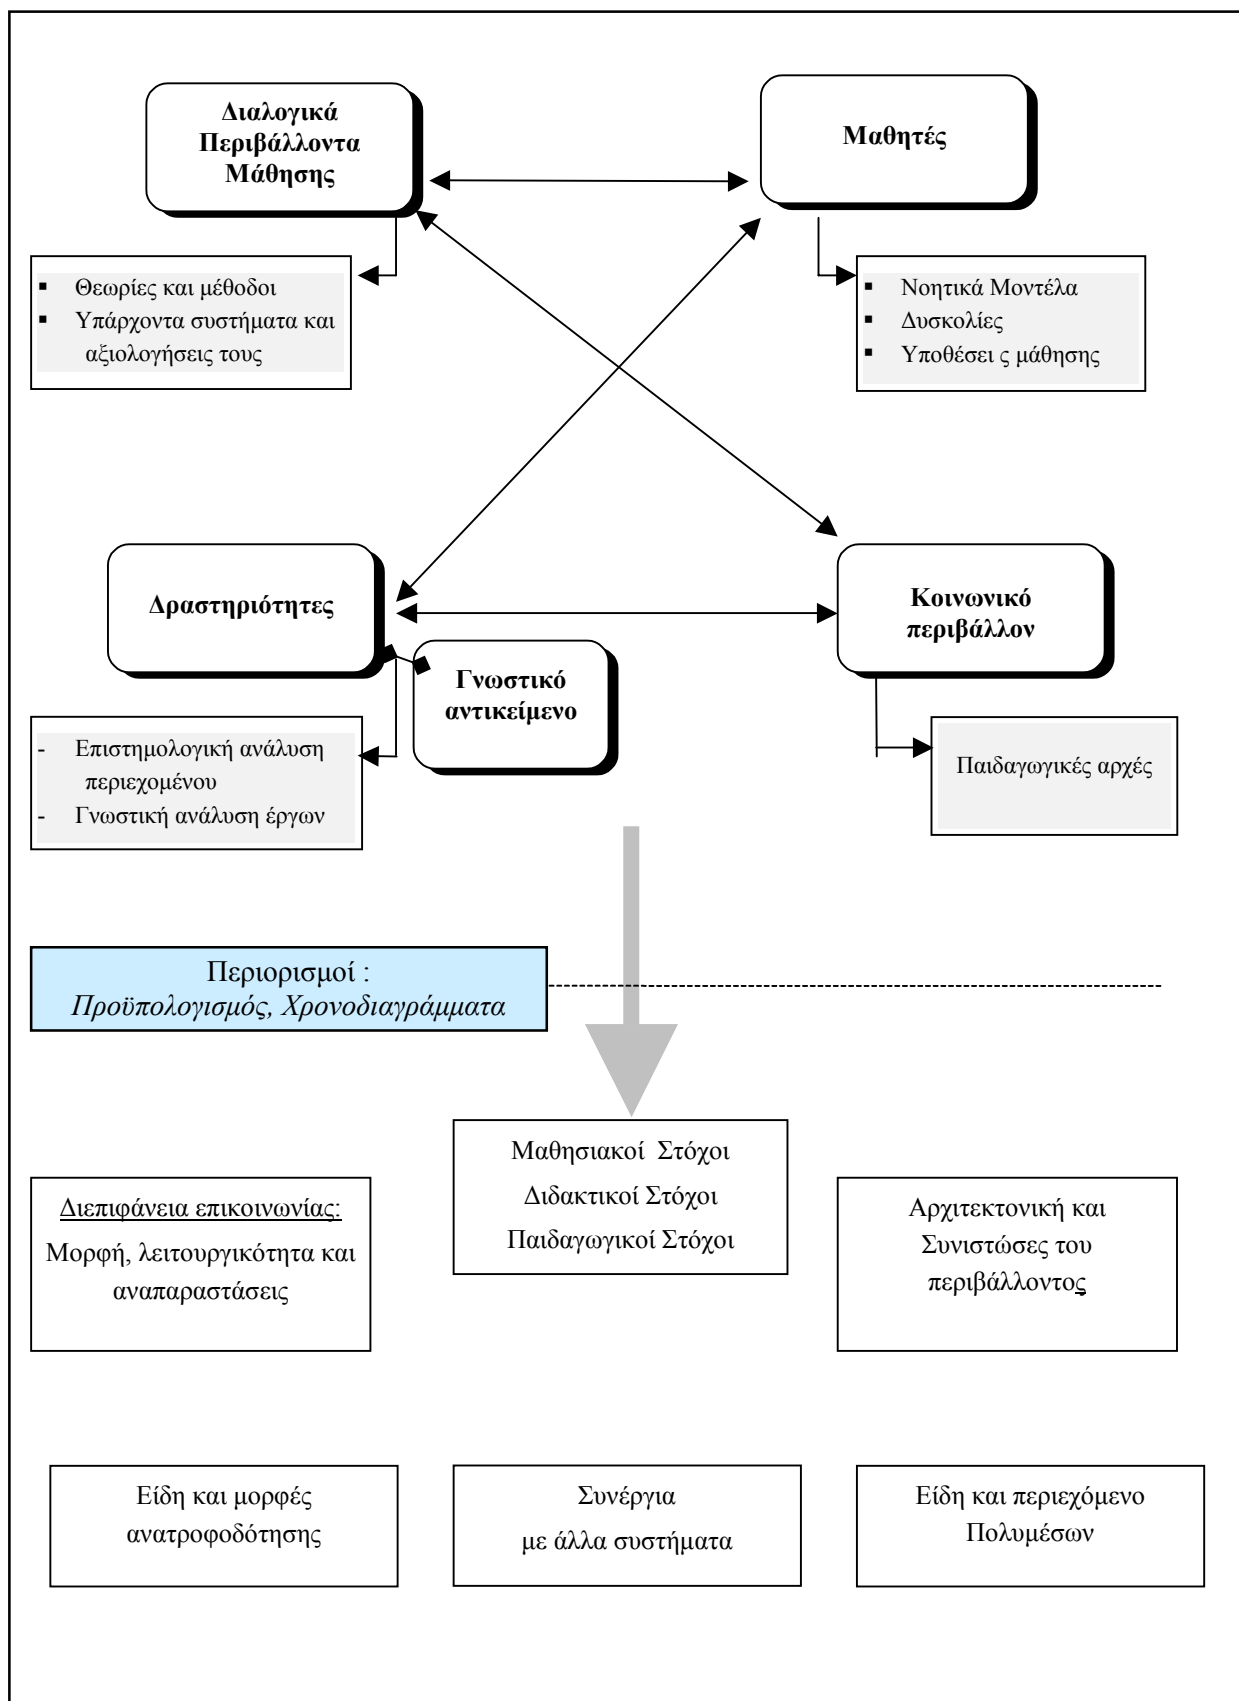 Διαλογικά
Περιβάλλοντα
Μάθησης
Μαθητές
▪ Θεωρίες και μέθοδοι
▪ Υπάρχοντα συστήματα και
αξιολογήσεις τους
▪ Νοητικά Μοντέλα
▪ Δυσκολίες
▪ Υποθέσει ς μάθησης
Δραστηριότητες
Κοινωνικό
περιβάλλον
Γνωστικό
αντικείμενο
- Επιστημολογική ανάλυση
περιεχομένου
- Γνωστική ανάλυση έργων
Παιδαγωγικές αρχές
Περιορισμοί :
Προϋπολογισμός, Χρονοδιαγράμματα
Μαθησιακοί Στόχοι
Διδακτικοί Στόχοι
Παιδαγωγικοί Στόχοι
Διεπιφάνεια επικοινωνίας:
Μορφή, λειτουργικότητα και
αναπαραστάσεις
Αρχιτεκτονική και
Συνιστώσες του
περιβάλλοντος
Είδη και μορφές
ανατροφοδότησης
Συνέργια
με άλλα συστήματα
Είδη και περιεχόμενο
Πολυμέσων